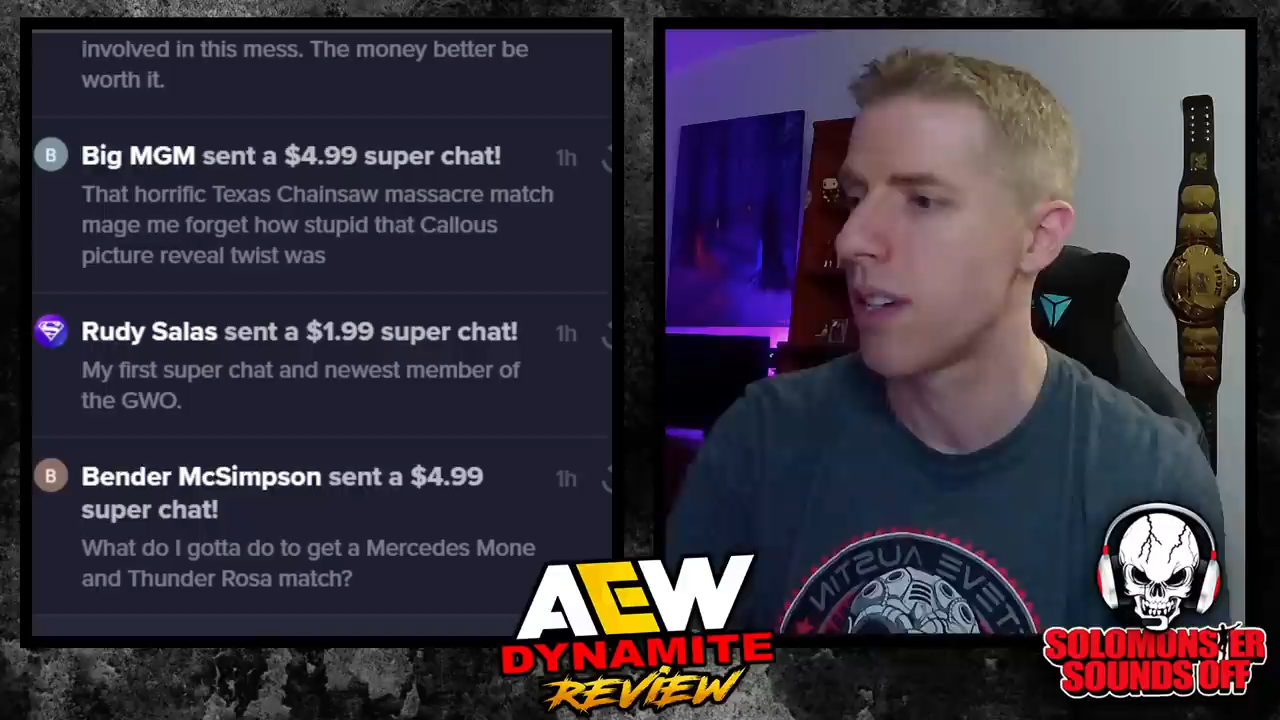 involved in this mess. The money better be
worth it.
B
Big MGM sent a $4.99 super chat!
1h
That horrific Texas Chainsaw massacre match
mage me forget how stupid that Callous
picture reveal twist was
Rudy Salas sent a $1.99 super chat!
1h
My first super chat and newest member of
the GWO.
B
Bender McSimpson sent a $4.99
super chat!
1h
What do I gotta do to get a Mercedes Mone
and Thunder Rosa match?
STEVE AUSTIN
AEW
DYNAMITE
REVIEW
SOLOMONSTER
SOUNDS OFF